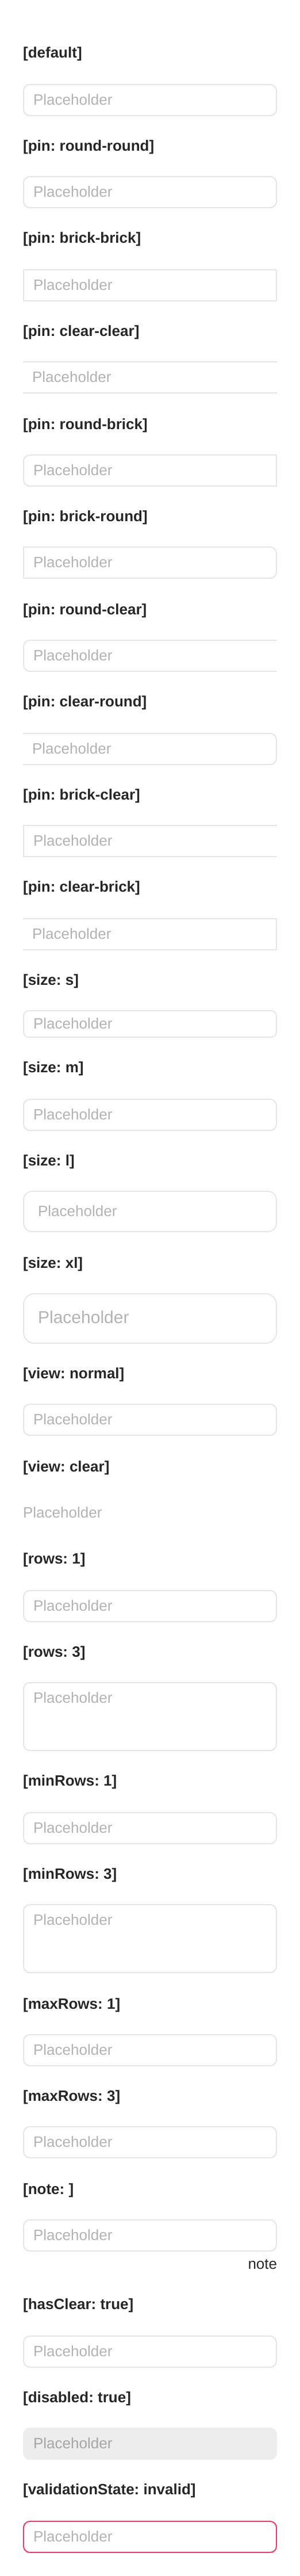 [default]
Placeholder
[pin: round-round]
Placeholder
[pin: brick-brick]
Placeholder
[pin: clear-clear]
Placeholder
[pin: round-brick]
Placeholder
[pin: brick-round]
Placeholder
[pin: round-clear]
Placeholder
[pin: clear-round]
Placeholder
[pin: brick-clear]
Placeholder
[pin: clear-brick]
Placeholder
[size: s]
Placeholder
[size: m]
Placeholder
[size: l]
Placeholder
[size: xl]
Placeholder
[view: normal]
Placeholder
[view: clear]
Placeholder
[rows: 1]
Placeholder
[rows: 3]
Placeholder
[minRows: 1]
Placeholder
[minRows: 3]
Placeholder
[maxRows: 1]
Placeholder
[maxRows: 3]
Placeholder
[note: ]
Placeholder
note
[hasClear: true]
Placeholder
[disabled: true]
Placeholder
[validationState: invalid]
Placeholder